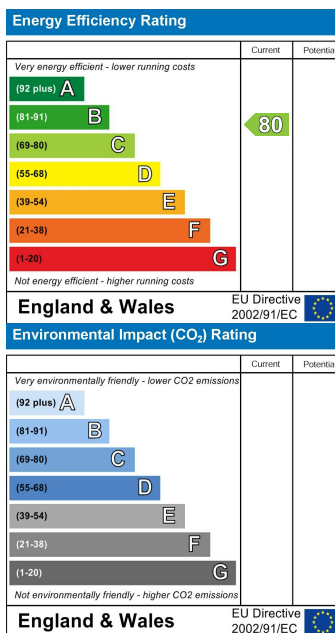 Energy Efficiency Rating
Current Potentia
Very energy efficient - lower running costs
(92 plus) A
(81-91) B
80
(69-80) C
(55-68) D
(39-54) E
(21-38) F
(1-20) G
Not energy efficient - higher running costs
England & Wales
EU Directive
2002/91/EC
Environmental Impact (CO₂) Rating
Current Potentia
Very environmentally friendly - lower CO2 emissions
(92 plus) A
(81-91) B
(69-80) C
(55-68) D
(39-54) E
(21-38) F
(1-20) G
Not environmentally friendly - higher CO2 emissions
England & Wales
EU Directive
2002/91/EC